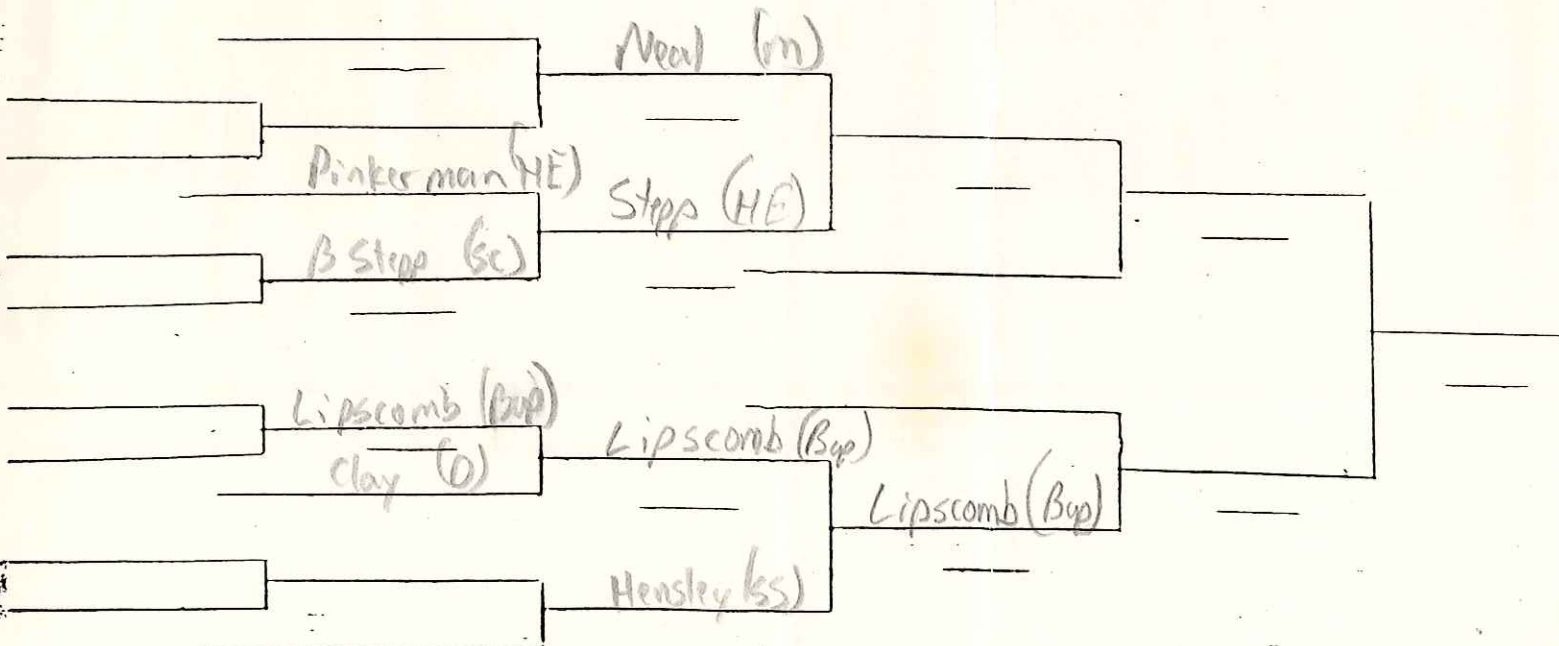 Neal (m)
Pinkerman (HE)
Stepp (HE)
B Stepp (SC)
Lipscomb (Bup)
Lipscomb (Bup)
Clay (D)
Lipscomb (Bup)
Hensley (SS)